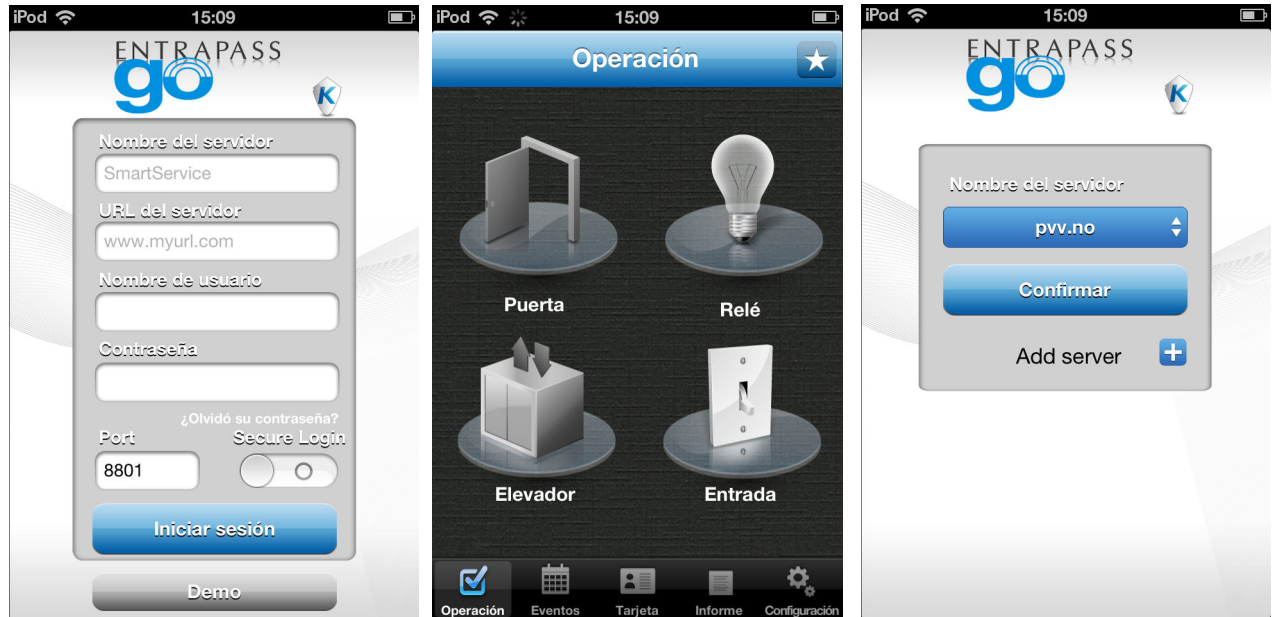 iPod 15:09
ENTRAPASS
go
K
Nombre del servidor
SmartService
URL del servidor
www.myurl.com
Nombre de usuario
Contraseña
¿Olvidó su contraseña?
Port Secure Login
8801
Iniciar sesión
Demo
iPod 15:09
Operación
Puerta Relé
Elevador Entrada
Operación Eventos Tarjeta Informe Configuración
iPod 15:09
ENTRAPASS
go
K
Nombre del servidor
pvv.no
Confirmar
Add server